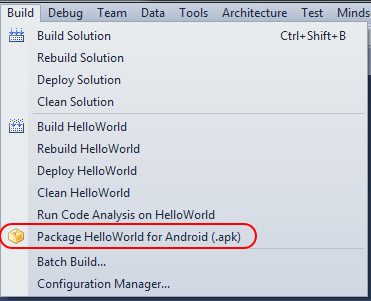 Build Debug Team Data Tools Architecture Test Minds
Build Solution Ctrl+Shift+B
Rebuild Solution
Deploy Solution
Clean Solution
Build HelloWorld
Rebuild HelloWorld
Deploy HelloWorld
Clean HelloWorld
Run Code Analysis on HelloWorld
Package HelloWorld for Android (.apk)
Batch Build...
Configuration Manager...